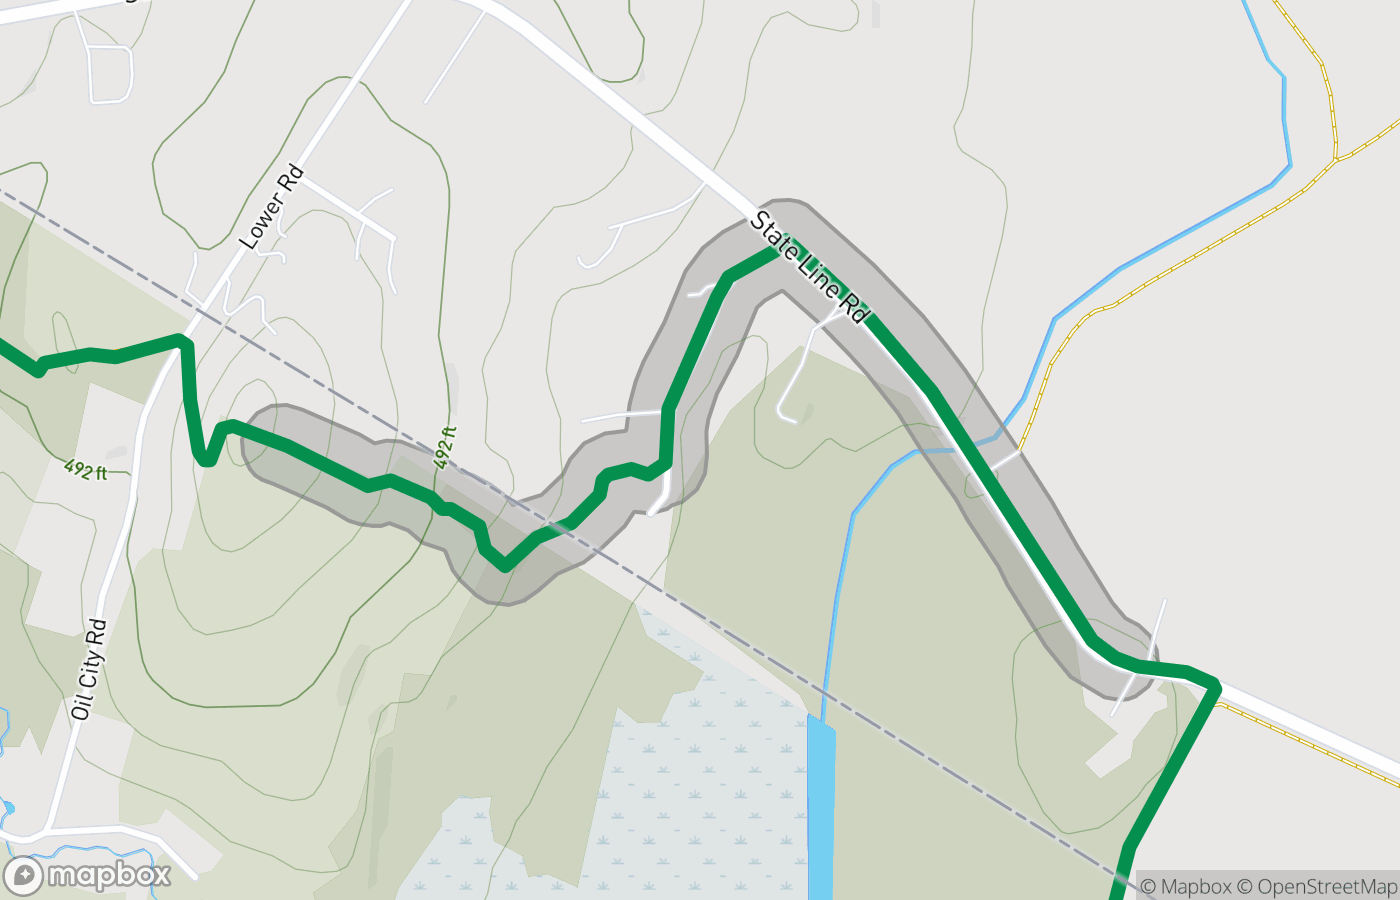 Lower Rd
State Line Rd
492 ft
492 ft
Oil City Rd
mapbox
© Mapbox © OpenStreetMap